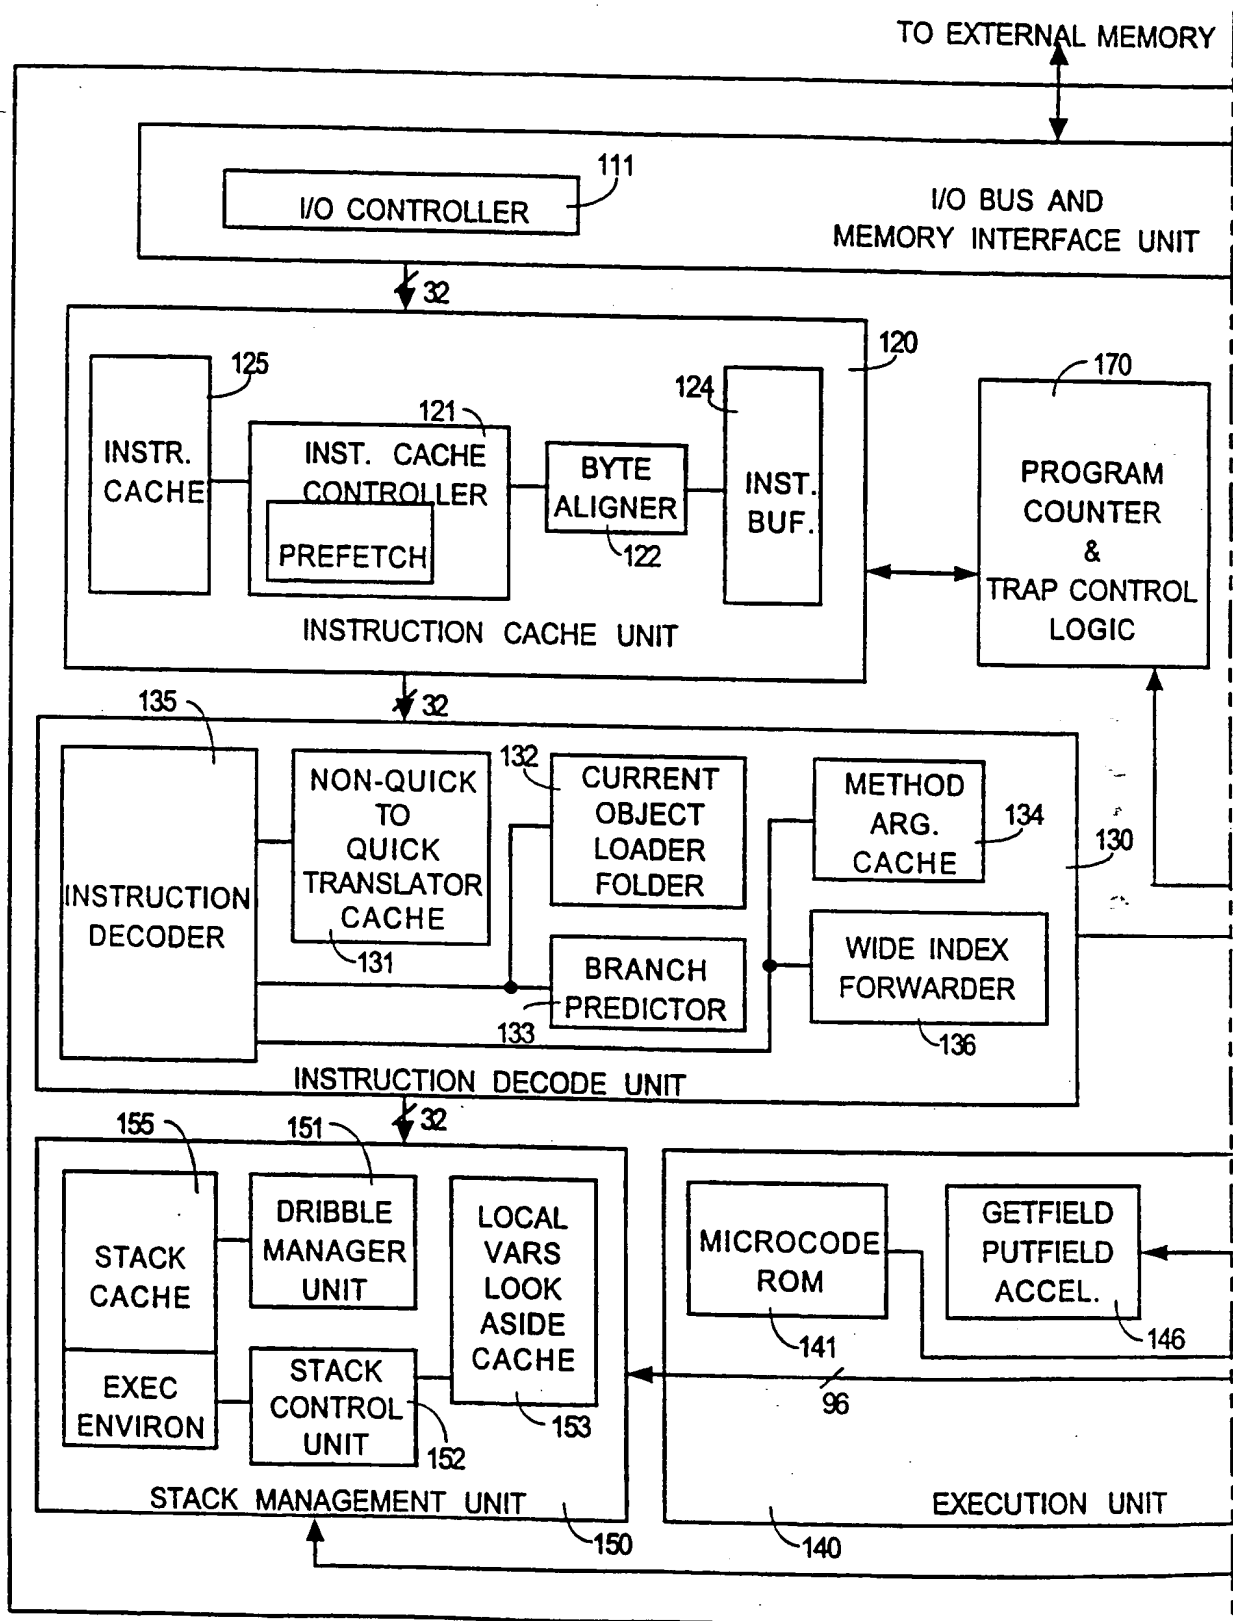 TO EXTERNAL MEMORY
111
I/O CONTROLLER
I/O BUS AND
MEMORY INTERFACE UNIT
32
120
125
INSTR.
CACHE
121
INST. CACHE
CONTROLLER
PREFETCH
BYTE
ALIGNER
122
124
INST.
BUF.
INSTRUCTION CACHE UNIT
170
PROGRAM
COUNTER
&
TRAP CONTROL
LOGIC
32
135
INSTRUCTION
DECODER
NON-QUICK
TO
QUICK
TRANSLATOR
CACHE
131
132
CURRENT
OBJECT
LOADER
FOLDER
BRANCH
PREDICTOR
133
METHOD
ARG.
CACHE
134
130
WIDE INDEX
FORWARDER
136
INSTRUCTION DECODE UNIT
32
155
STACK
CACHE
EXEC
ENVIRON
151
DRIBBLE
MANAGER
UNIT
STACK
CONTROL
UNIT
152
LOCAL
VARS
LOOK
ASIDE
CACHE
153
STACK MANAGEMENT UNIT
150
MICROCODE
ROM
141
GETFIELD
PUTFIELD
ACCEL.
146
96
EXECUTION UNIT
140